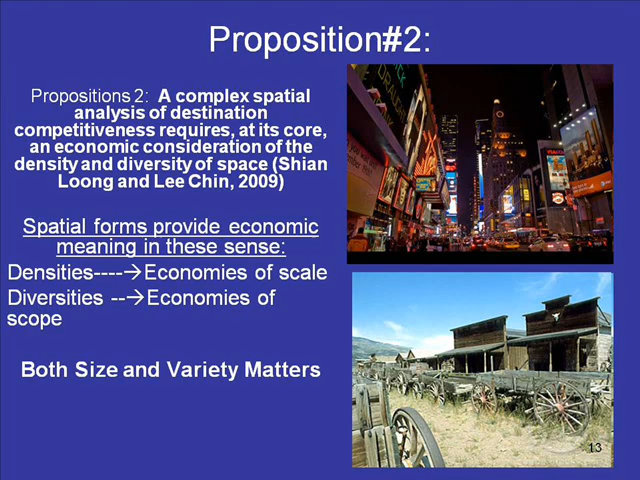 Proposition#2:
Propositions 2:  A complex spatial
analysis of destination
competitiveness requires, at its core,
an economic consideration of the
density and diversity of space (Shian
Loong and Lee Chin, 2009)
Spatial forms provide economic
meaning in these sense:
Densities----→Economies of scale
Diversities --→Economies of
scope
Both Size and Variety Matters
13